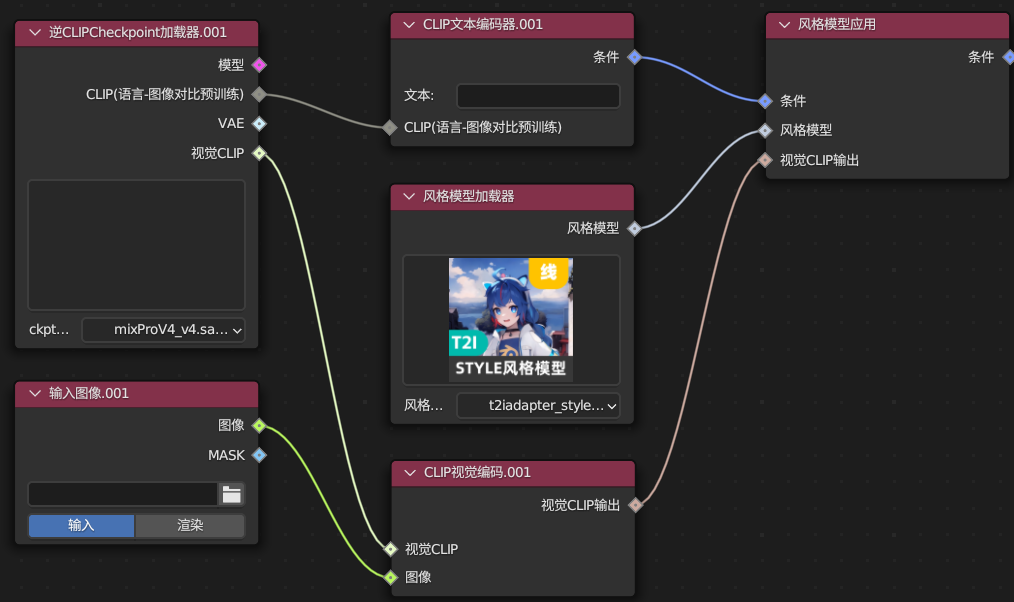 逆CLIPCheckpoint加载器.001
模型
CLIP(语言-图像对比预训练)
VAE
视觉CLIP
ckpt...
mixProV4_v4.sa...
输入图像.001
图像
MASK
输入
渲染
CLIP文本编码器.001
条件
文本:
CLIP(语言-图像对比预训练)
风格模型加载器
风格模型
线
T2I
STYLE风格模型
风格...
t2iadapter_style...
CLIP视觉编码.001
视觉CLIP输出
视觉CLIP
图像
风格模型应用
条件
条件
风格模型
视觉CLIP输出